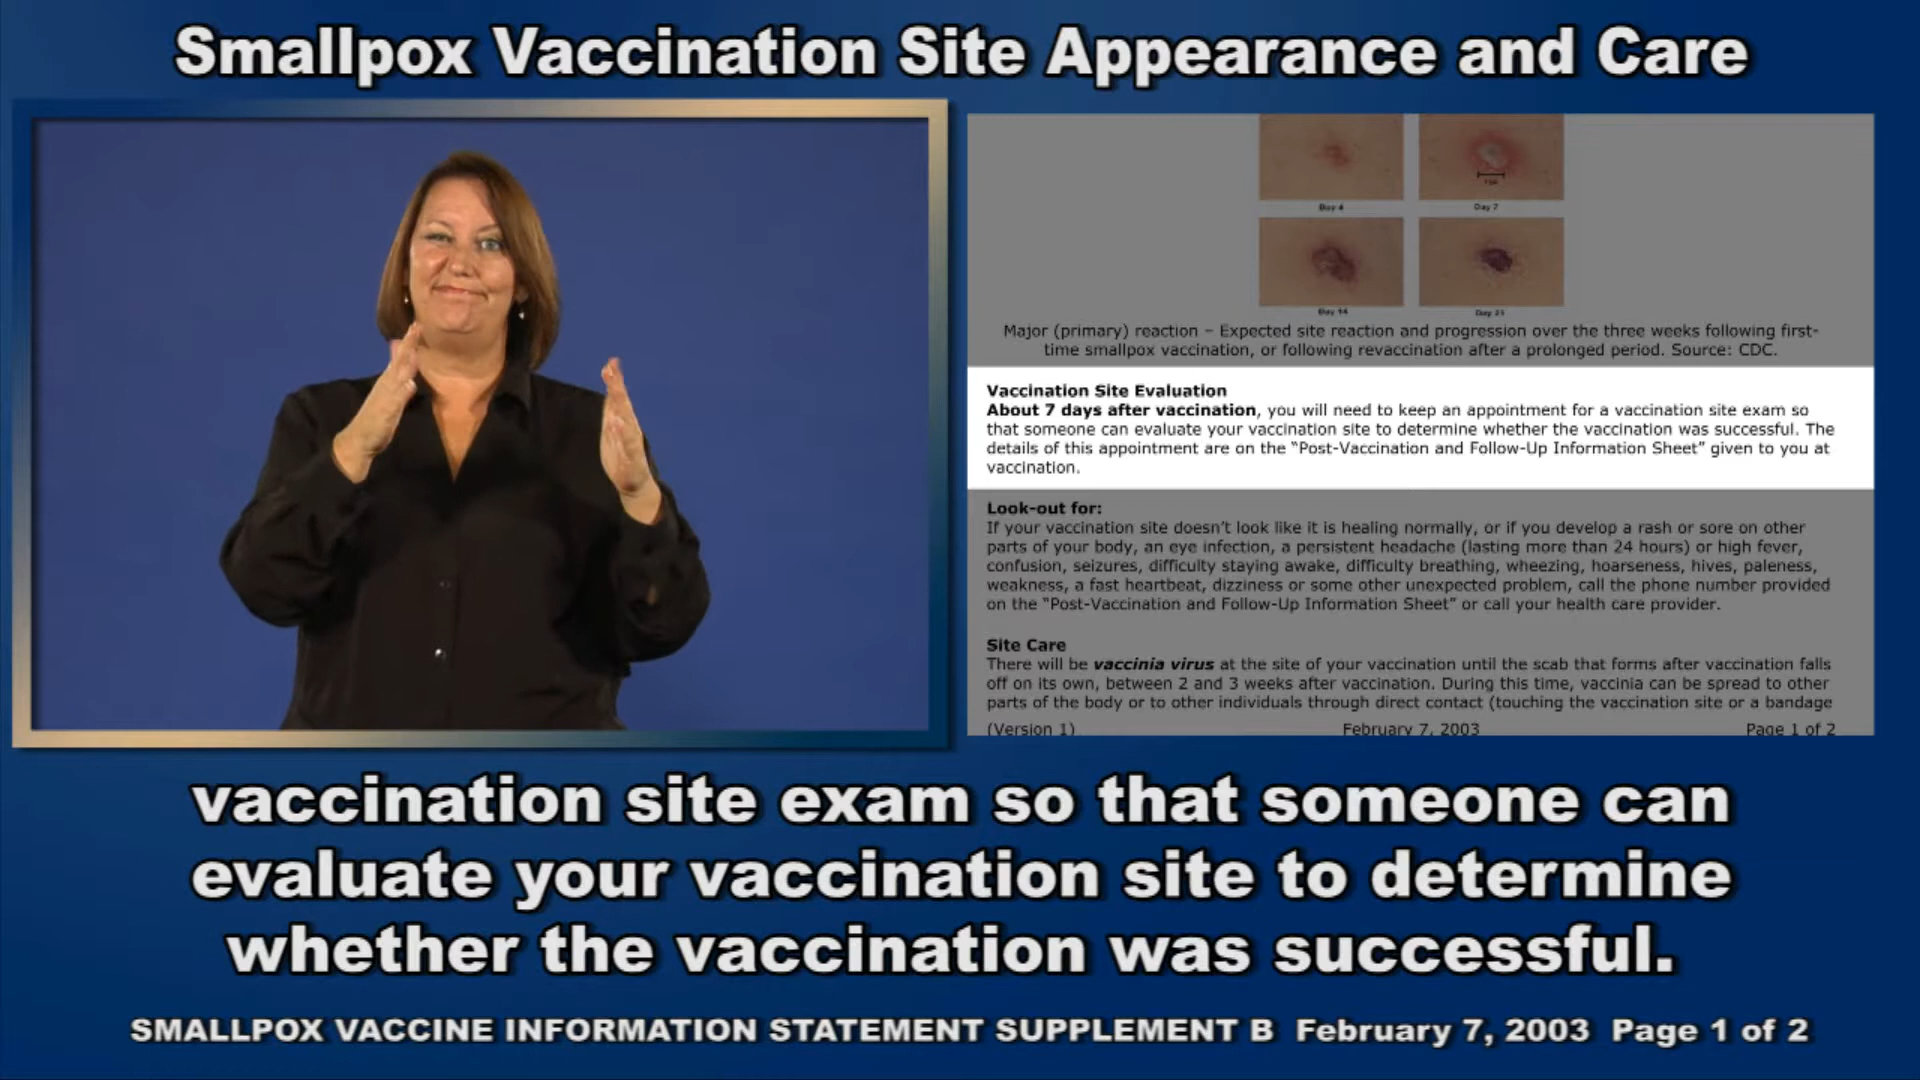 Smallpox Vaccination Site Appearance and Care
Day 4
Day 7
Day 14
Day 21
Major (primary) reaction – Expected site reaction and progression over the three weeks following first-
time smallpox vaccination, or following revaccination after a prolonged period. Source: CDC.
Vaccination Site Evaluation
About 7 days after vaccination, you will need to keep an appointment for a vaccination site exam so
that someone can evaluate your vaccination site to determine whether the vaccination was successful. The
details of this appointment are on the “Post-Vaccination and Follow-Up Information Sheet” given to you at
vaccination.
Look-out for:
If your vaccination site doesn’t look like it is healing normally, or if you develop a rash or sore on other
parts of your body, an eye infection, a persistent headache (lasting more than 24 hours) or high fever,
confusion, seizures, difficulty staying awake, difficulty breathing, wheezing, hoarseness, hives, paleness,
weakness, a fast heartbeat, dizziness or some other unexpected problem, call the phone number provided
on the “Post-Vaccination and Follow-Up Information Sheet” or call your health care provider.
Site Care
There will be vaccinia virus at the site of your vaccination until the scab that forms after vaccination falls
off on its own, between 2 and 3 weeks after vaccination. During this time, vaccinia can be spread to other
parts of the body or to other individuals through direct contact (touching the vaccination site or a bandage
(Version 1) February 7, 2003 Page 1 of 2
vaccination site exam so that someone can
evaluate your vaccination site to determine
whether the vaccination was successful.
SMALLPOX VACCINE INFORMATION STATEMENT SUPPLEMENT B February 7, 2003 Page 1 of 2